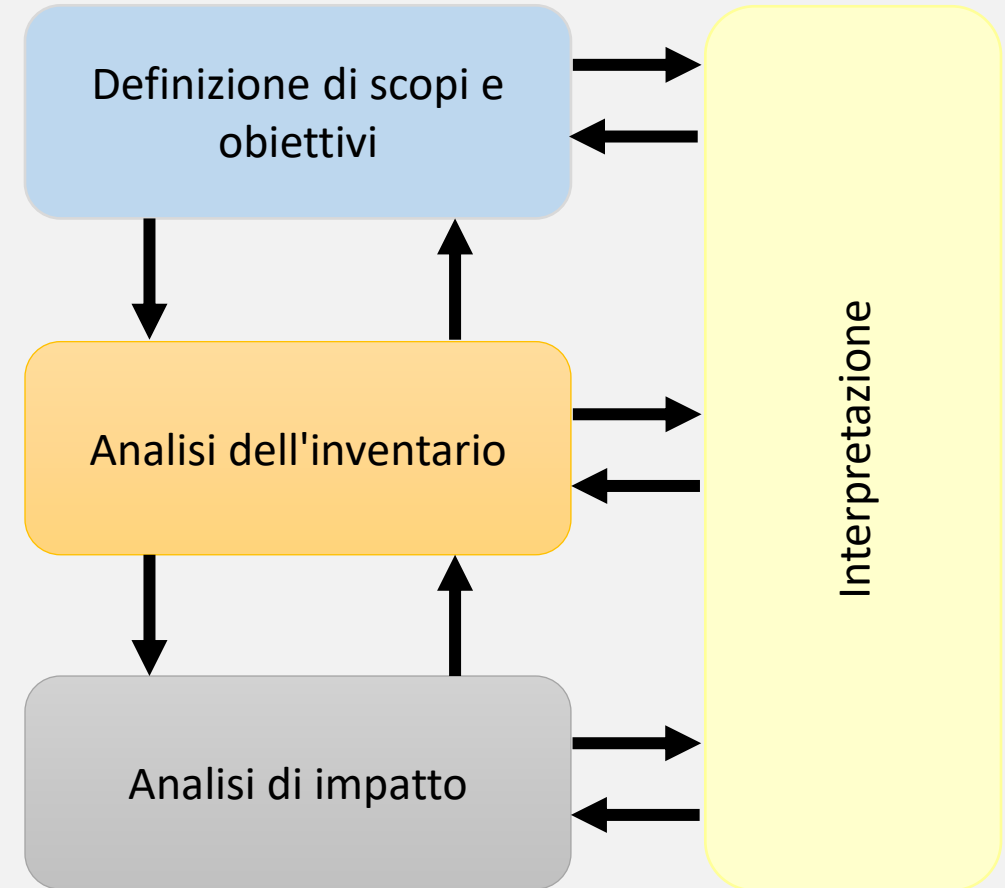 Definizione di scopi e
obiettivi
Analisi dell'inventario
Analisi di impatto
Interpretazione